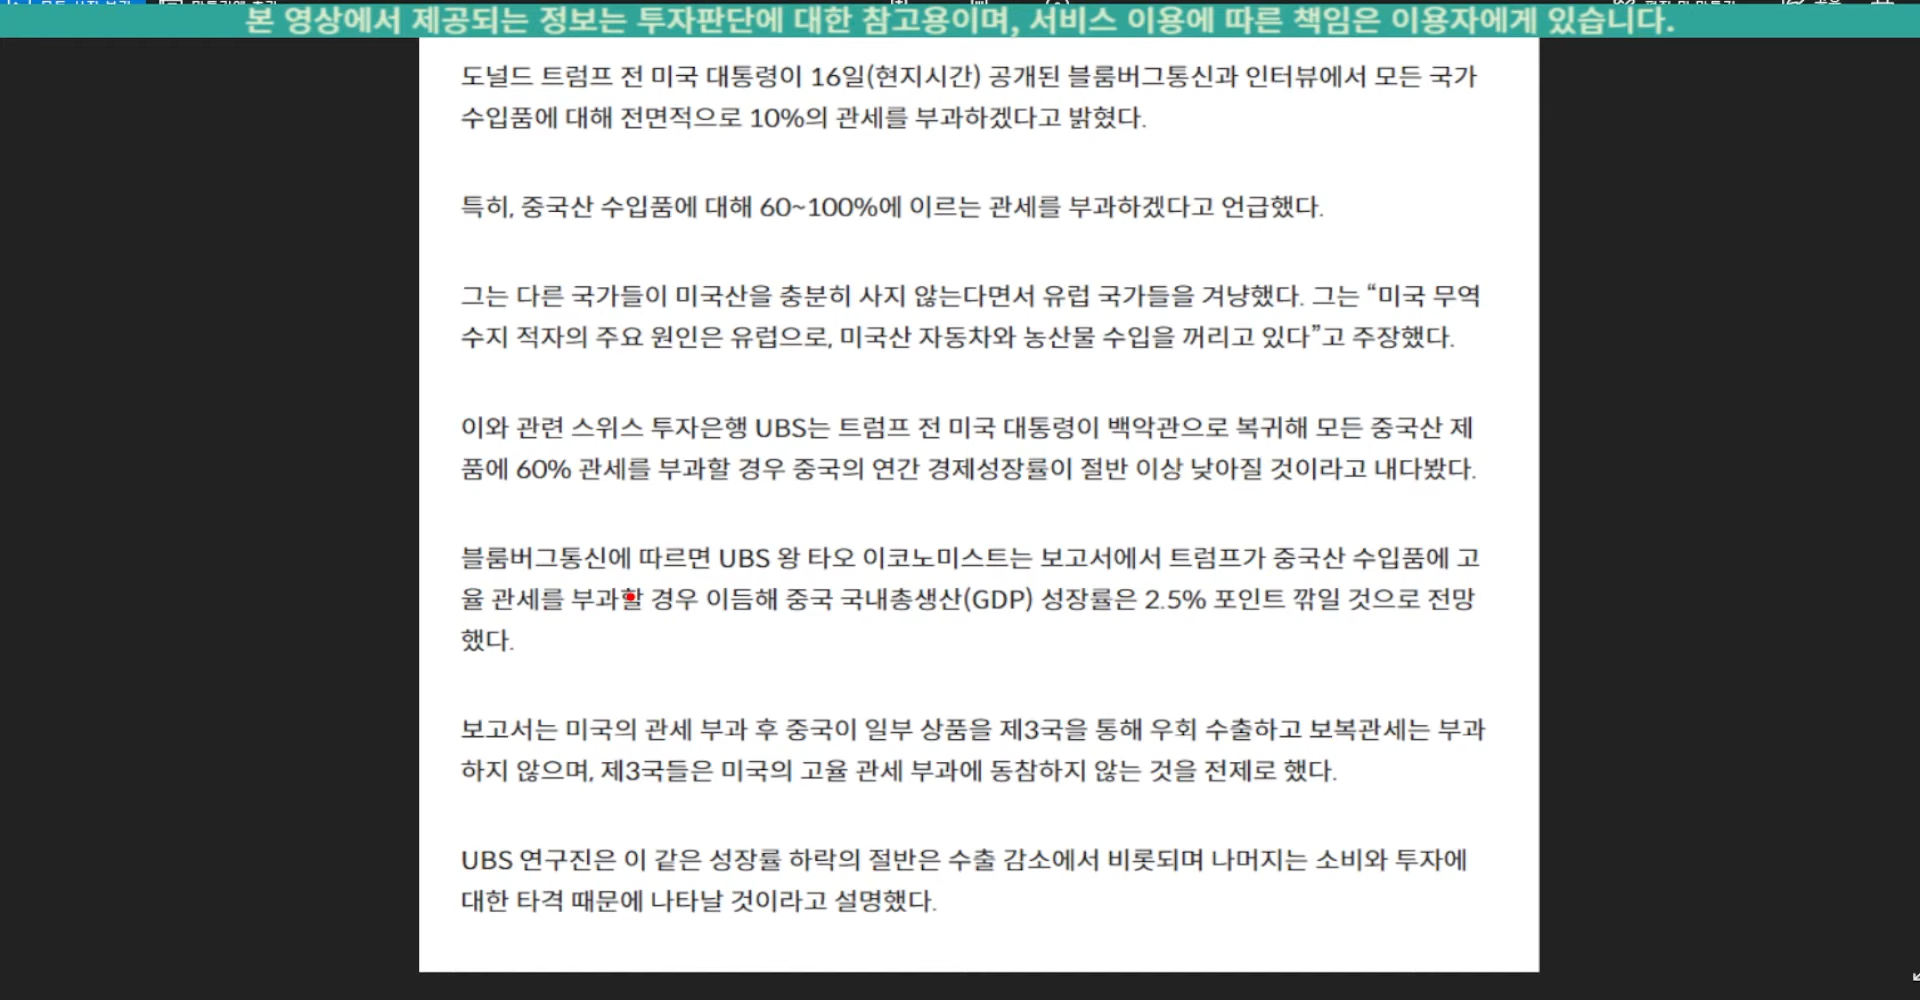 본 영상에서 제공되는 정보는 투자판단에 대한 참고용이며, 서비스 이용에 따른 책임은 이용자에게 있습니다.
도널드 트럼프 전 미국 대통령이 16일(현지시간) 공개된 블룸버그통신과 인터뷰에서 모든 국가
수입품에 대해 전면적으로 10%의 관세를 부과하겠다고 밝혔다.
특히, 중국산 수입품에 대해 60~100%에 이르는 관세를 부과하겠다고 언급했다.
그는 다른 국가들이 미국산을 충분히 사지 않는다면서 유럽 국가들을 겨냥했다. 그는 “미국 무역
수지 적자의 주요 원인은 유럽으로, 미국산 자동차와 농산물 수입을 꺼리고 있다”고 주장했다.
이와 관련 스위스 투자은행 UBS는 트럼프 전 미국 대통령이 백악관으로 복귀해 모든 중국산 제
품에 60% 관세를 부과할 경우 중국의 연간 경제성장률이 절반 이상 낮아질 것이라고 내다봤다.
블룸버그통신에 따르면 UBS 왕 타오 이코노미스트는 보고서에서 트럼프가 중국산 수입품에 고
율 관세를 부과할 경우 이듬해 중국 국내총생산(GDP) 성장률은 2.5% 포인트 깎일 것으로 전망
했다.
보고서는 미국의 관세 부과 후 중국이 일부 상품을 제3국을 통해 우회 수출하고 보복관세는 부과
하지 않으며, 제3국들은 미국의 고율 관세 부과에 동참하지 않는 것을 전제로 했다.
UBS 연구진은 이 같은 성장률 하락의 절반은 수출 감소에서 비롯되며 나머지는 소비와 투자에
대한 타격 때문에 나타날 것이라고 설명했다.